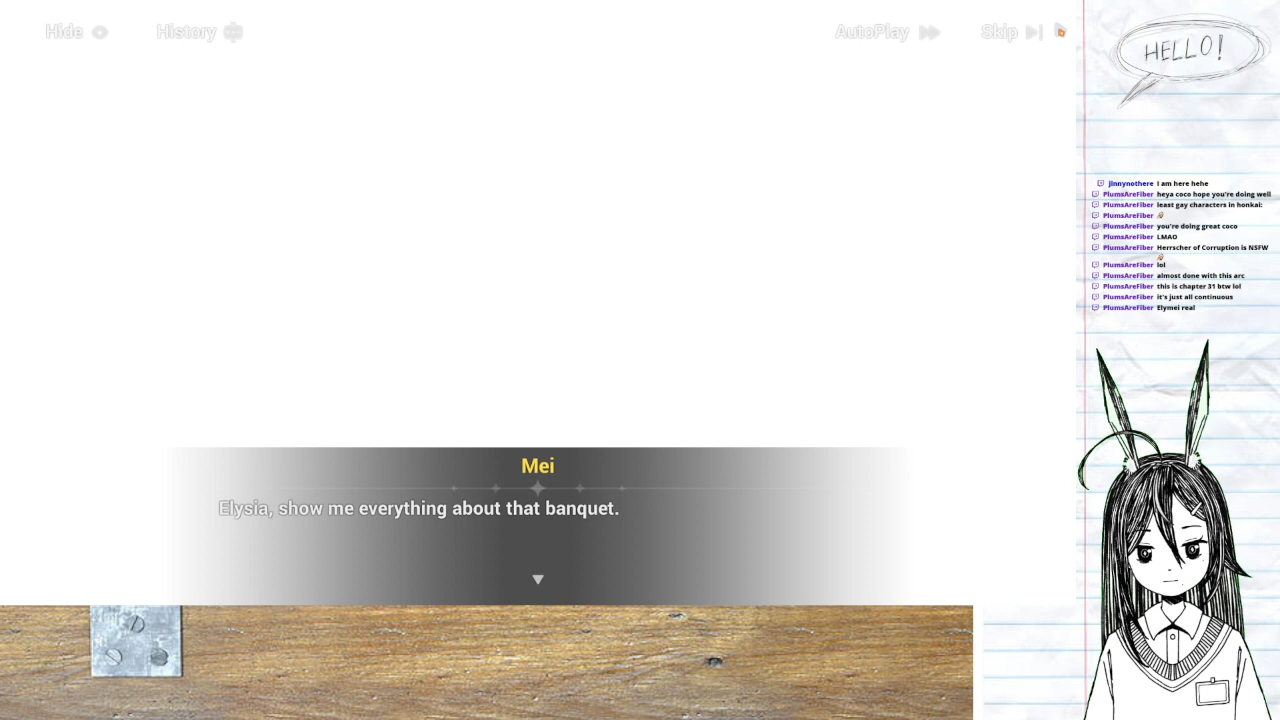 Hide
History
AutoPlay
Skip
HELLO!
Jinnynothere I am here hehe
PlumsAreFiber heya coco hope you're doing well
PlumsAreFiber least gay characters in honkai:
PlumsAreFiber
PlumsAreFiber you're doing great coco
PlumsAreFiber LMAO
PlumsAreFiber Herrscher of Corruption is NSFW
PlumsAreFiber lol
PlumsAreFiber almost done with this arc
PlumsAreFiber this is chapter 31 btw lol
PlumsAreFiber it's just all continuous
PlumsAreFiber Elymei real
Mei
Elysia, show me everything about that banquet.